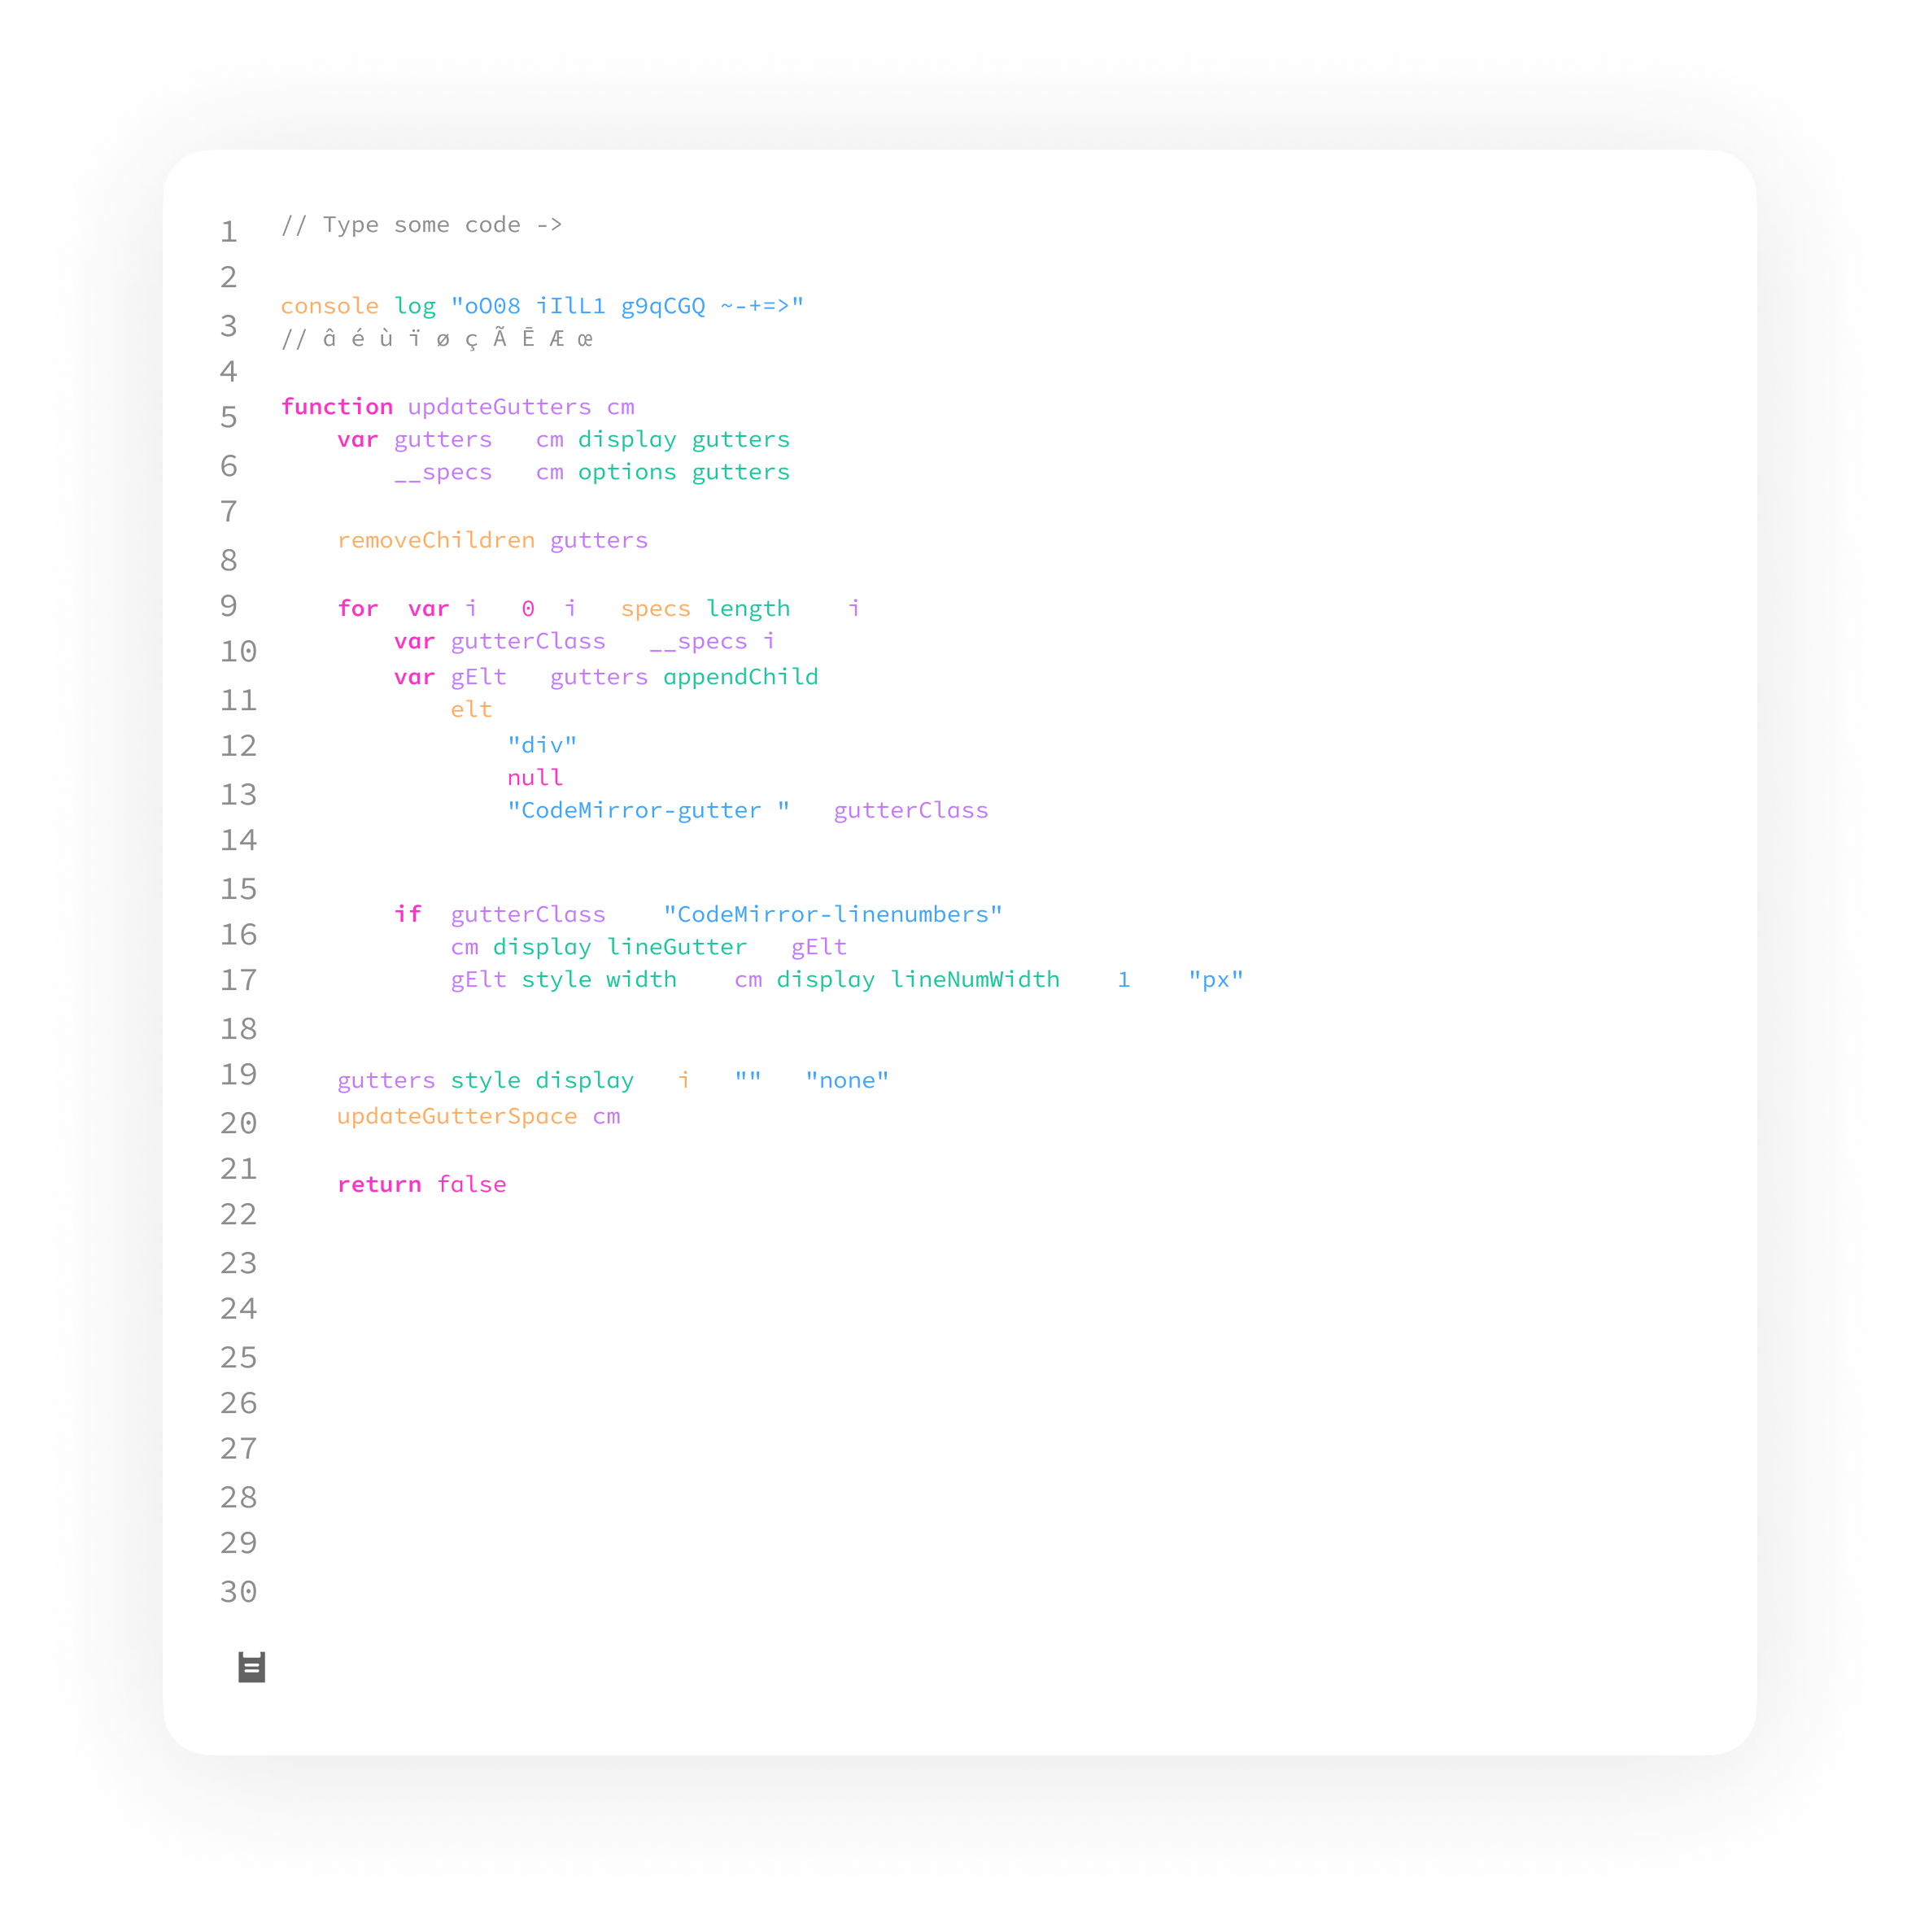 1
2
3
4
5
6
7
8
9
10
11
12
13
14
15
16
17
18
19
20
21
22
23
24
25
26
27
28
29
30
// Type some code ->
console log "oO08 iIlL1 g9qCGQ ~-+=>"
// â é ù ï ø ç Ã Ē Æ œ
function updateGutters cm
var gutters cm display gutters
__specs cm options gutters
removeChildren gutters
for var i 0 i specs length i
var gutterClass __specs i
var gElt gutters appendChild
elt
"div"
null
"CodeMirror-gutter " gutterClass
if gutterClass "CodeMirror-linenumbers"
cm display lineGutter gElt
gElt style width cm display lineNumWidth 1 "px"
gutters style display i "" "none"
updateGutterSpace cm
return false